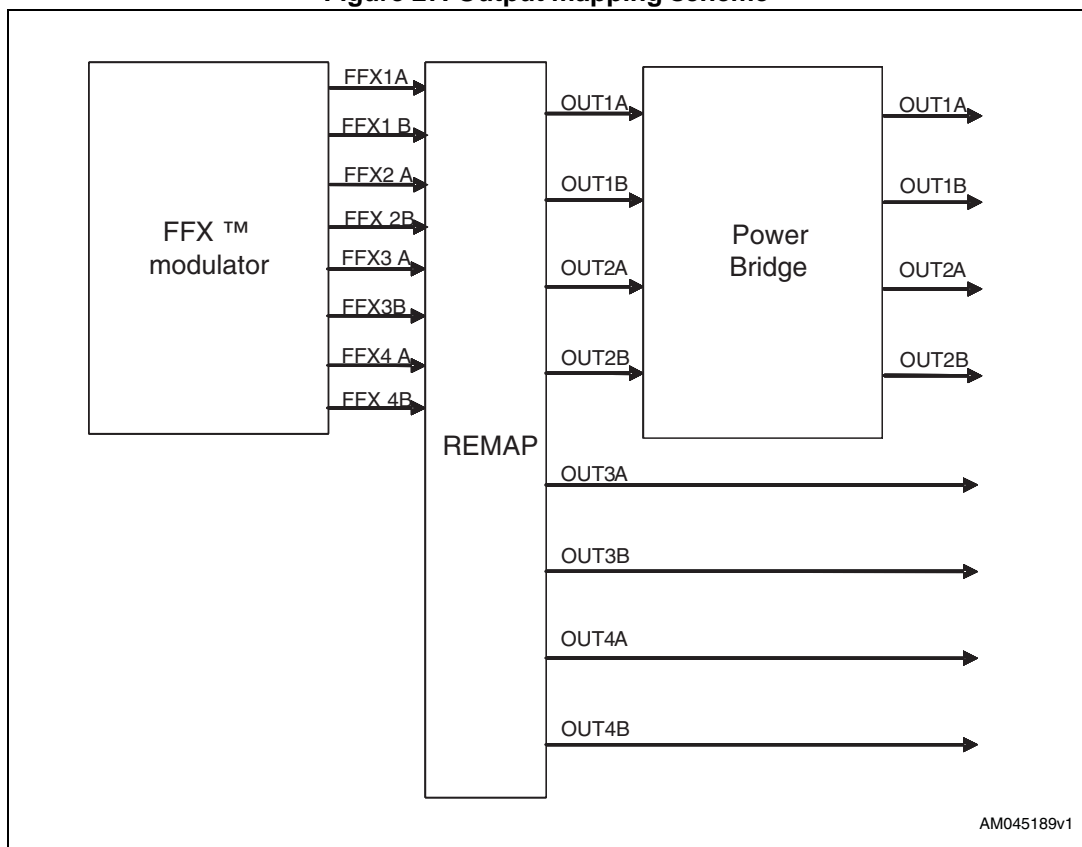 Figure 27. Output mapping scheme
FFX ™
modulator
FFX1A
FFX1 B
FFX2 A
FFX 2B
FFX3 A
FFX3B
FFX4 A
FFX 4B
REMAP
OUT1A
OUT1B
OUT2A
OUT2B
Power
Bridge
OUT1A
OUT1B
OUT2A
OUT2B
OUT3A
OUT3B
OUT4A
OUT4B
AM045189v1